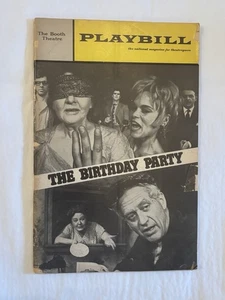 The Booth
Theatre
PLAYBILL
the national magazine for theatregoers
THE BIRTHDAY PARTY